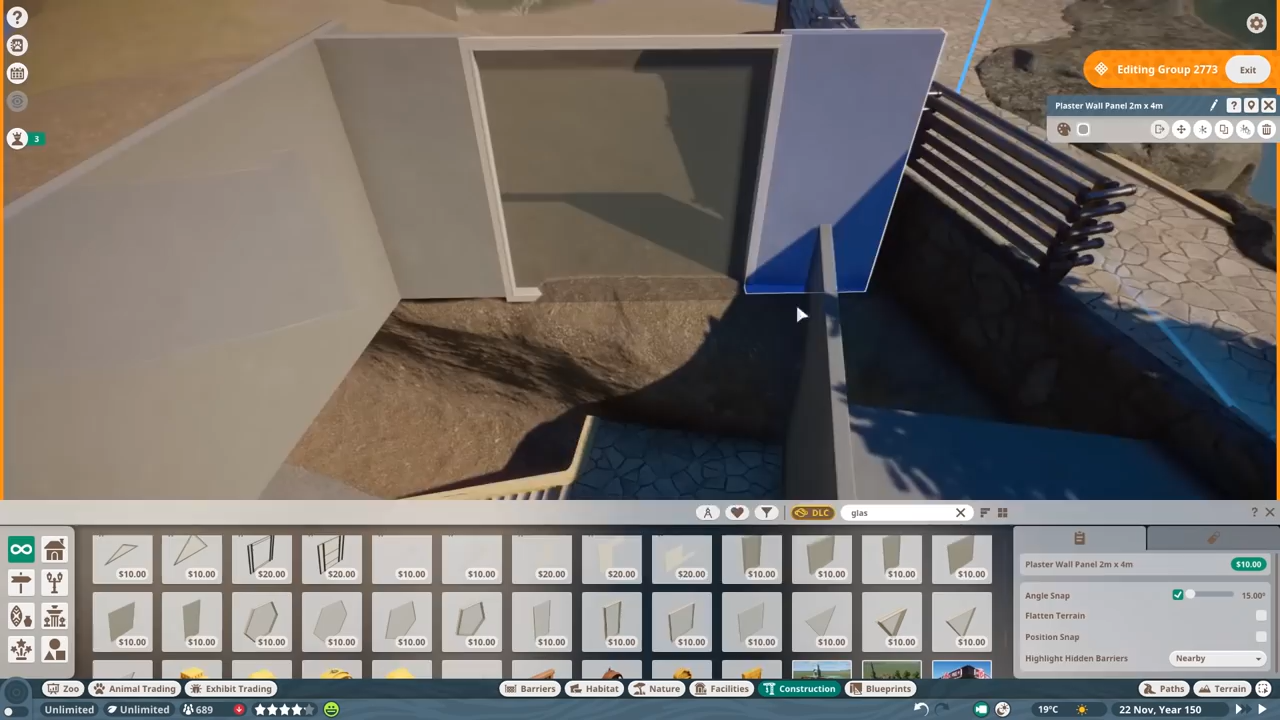 ?
Editing Group 2773
Exit
Plaster Wall Panel 2m x 4m
?
3
DLC
glas
?
$10.00 $10.00 $20.00 $20.00 $10.00 $10.00 $20.00 $20.00 $20.00 $10.00 $10.00 $10.00 $10.00
$10.00 $10.00 $10.00 $10.00 $10.00 $10.00 $10.00 $10.00 $10.00 $10.00 $10.00 $10.00 $10.00
Plaster Wall Panel 2m x 4m $10.00
Angle Snap 15.00°
Flatten Terrain
Position Snap
Highlight Hidden Barriers Nearby
Zoo Animal Trading Exhibit Trading Barriers Habitat Nature Facilities Construction Blueprints Paths Terrain
Unlimited Unlimited 689 19°C 22 Nov, Year 150